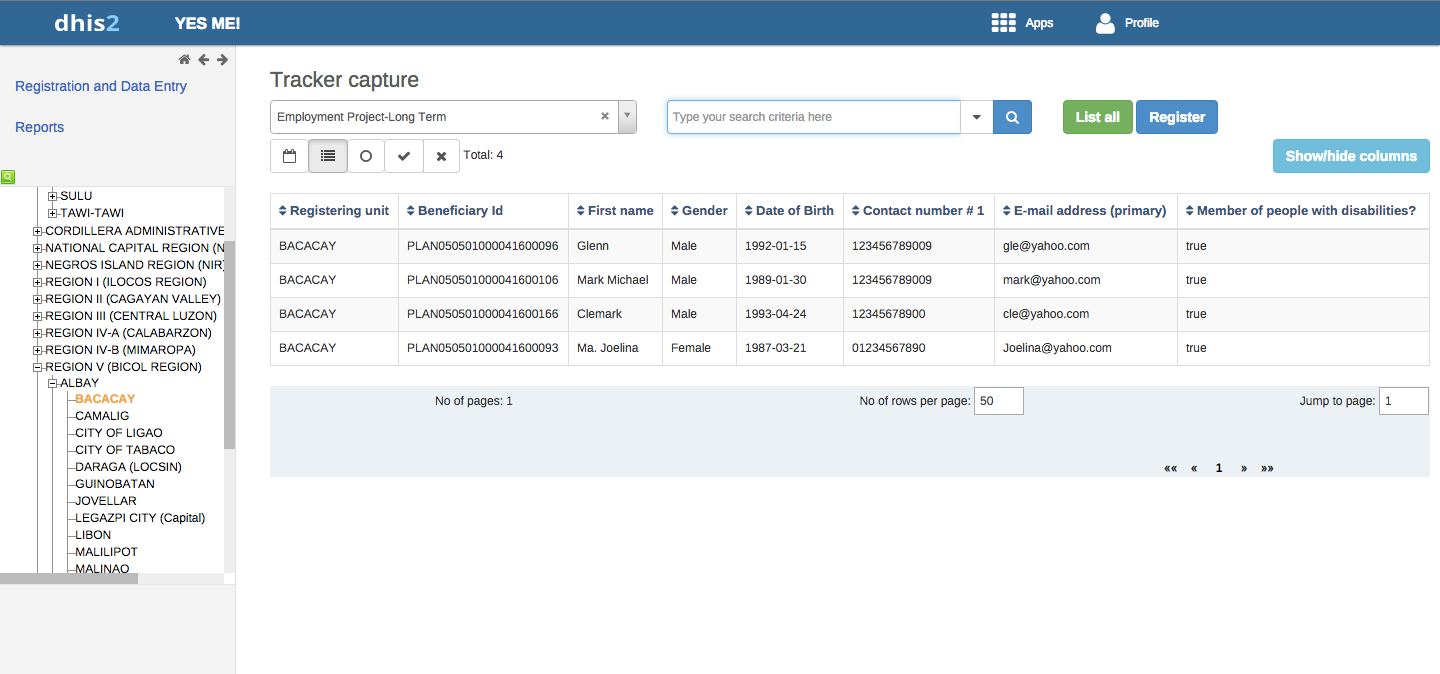 dhis2 YES ME! Apps Profile
Registration and Data Entry
Reports
SULU
TAWI-TAWI
CORDILLERA ADMINISTRATIVE
NATIONAL CAPITAL REGION (N
NEGROS ISLAND REGION (NIR)
REGION I (ILOCOS REGION)
REGION II (CAGAYAN VALLEY)
REGION III (CENTRAL LUZON)
REGION IV-A (CALABARZON)
REGION IV-B (MIMAROPA)
REGION V (BICOL REGION)
ALBAY
BACACAY
CAMALIG
CITY OF LIGAO
CITY OF TABACO
DARAGA (LOCSIN)
GUINOBATAN
JOVELLAR
LEGAZPI CITY (Capital)
LIBON
MALILIPOT
MALINAO
Tracker capture
Employment Project-Long Term Type your search criteria here List all Register
Total: 4 Show/hide columns
Registering unit Beneficiary Id First name Gender Date of Birth Contact number # 1 E-mail address (primary) Member of people with disabilities?
BACACAY PLAN050501000041600096 Glenn Male 1992-01-15 123456789009 gle@yahoo.com true
BACACAY PLAN050501000041600106 Mark Michael Male 1989-01-30 123456789009 mark@yahoo.com true
BACACAY PLAN050501000041600166 Clemark Male 1993-04-24 12345678900 cle@yahoo.com true
BACACAY PLAN050501000041600093 Ma. Joelina Female 1987-03-21 01234567890 Joelina@yahoo.com true
No of pages: 1 No of rows per page: 50 Jump to page: 1
«« « 1 » »»